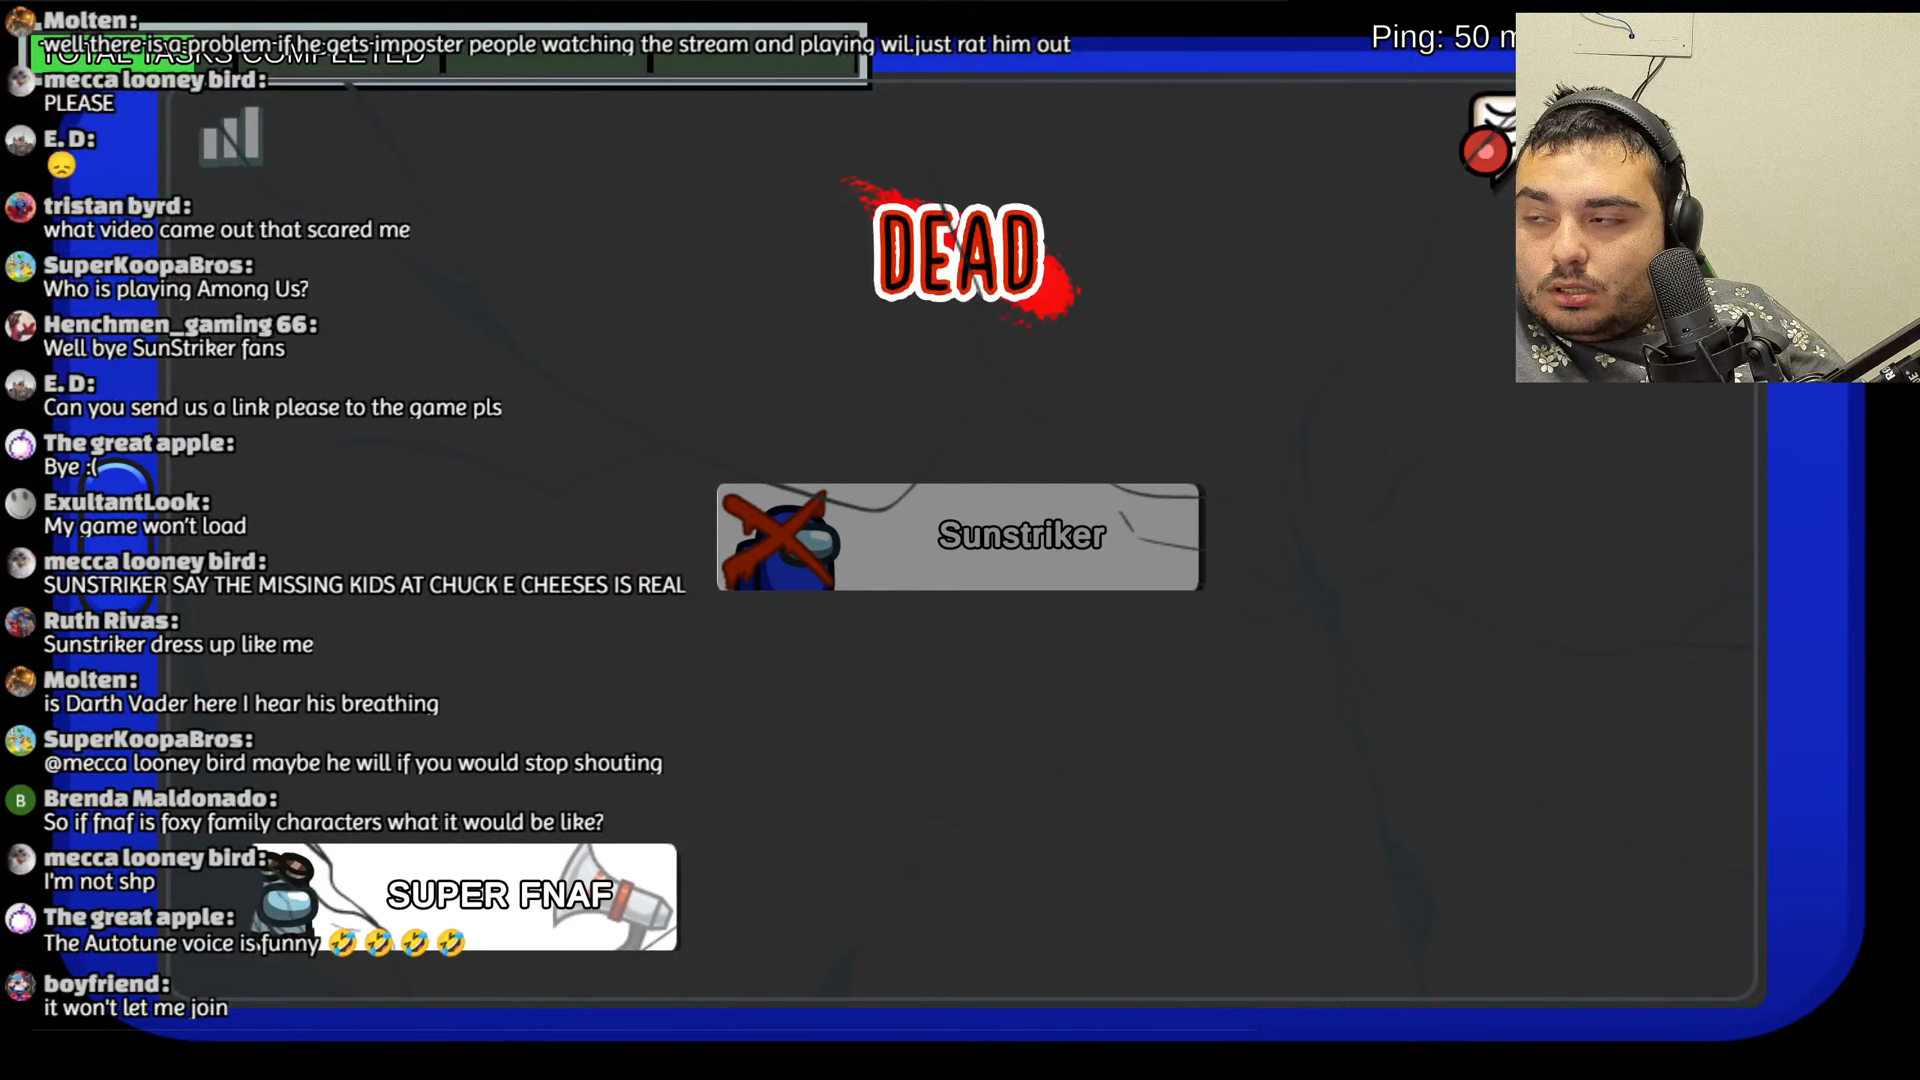 Molten:
well there is a problem if he gets imposter people watching the stream and playing wil.just rat him out
TOTAL TASKS COMPLETED
Ping: 50 m
mecca looney bird:
PLEASE
E. D:
😞
tristan byrd:
what video came out that scared me
DEAD
SuperKoopaBros:
Who is playing Among Us?
Henchmen_gaming 66:
Well bye SunStriker fans
E. D:
Can you send us a link please to the game pls
The great apple:
Bye :(
ExultantLook:
My game won't load
Sunstriker
mecca looney bird:
SUNSTRIKER SAY THE MISSING KIDS AT CHUCK E CHEESES IS REAL
Ruth Rivas:
Sunstriker dress up like me
Molten:
is Darth Vader here I hear his breathing
SuperKoopaBros:
@mecca looney bird maybe he will if you would stop shouting
B
Brenda Maldonado:
So if fnaf is foxy family characters what it would be like?
mecca looney bird:
I'm not shp
SUPER FNAF
The great apple:
The Autotune voice is funny 🤣 🤣 🤣 🤣
boyfriend:
it won't let me join